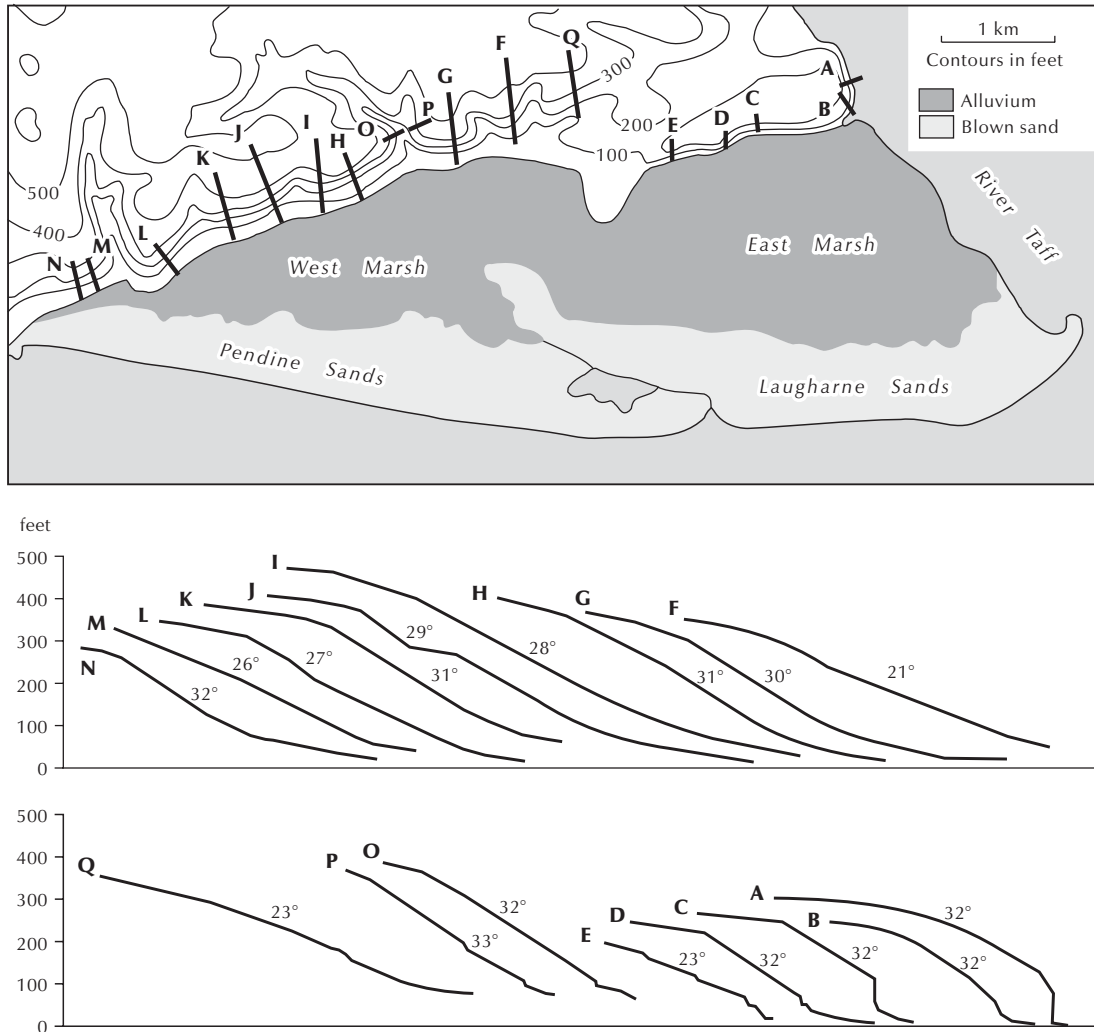 1 km
Contours in feet
Alluvium
Blown sand
Q
F
G
A
300
P
C
B
I
O
J
H
200
D
E
K
100
500
River
Taff
400
L
East Marsh
M
N
West Marsh
Pendine Sands
Laugharne Sands
feet
500
400
300
200
100
0
I
J
H
G
F
K
L
M
N
29°
28°
26°
27°
31°
31°
30°
21°
32°
500
400
300
200
100
0
Q
P
O
A
C
D
B
E
23°
32°
33°
23°
32°
32°
32°
32°